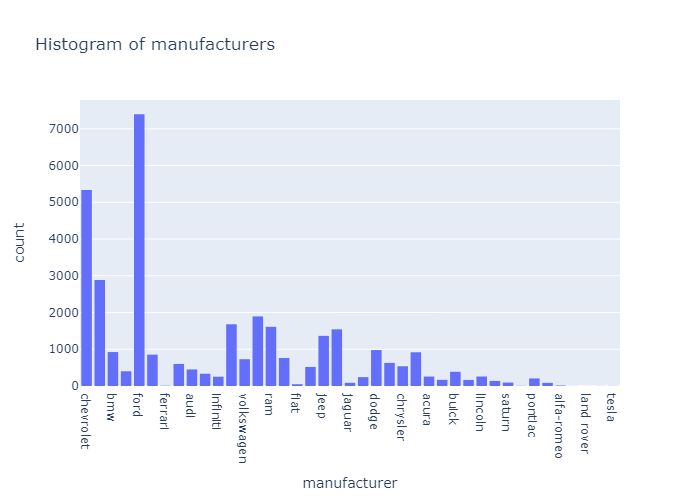 Histogram of manufacturers
count
7000
6000
5000
4000
3000
2000
1000
0
chevrolet
bmw
ford
ferrari
audi
infiniti
volkswagen
ram
fiat
jeep
jaguar
dodge
chrysler
acura
buick
lincoln
saturn
pontiac
alfa-romeo
land rover
tesla
manufacturer